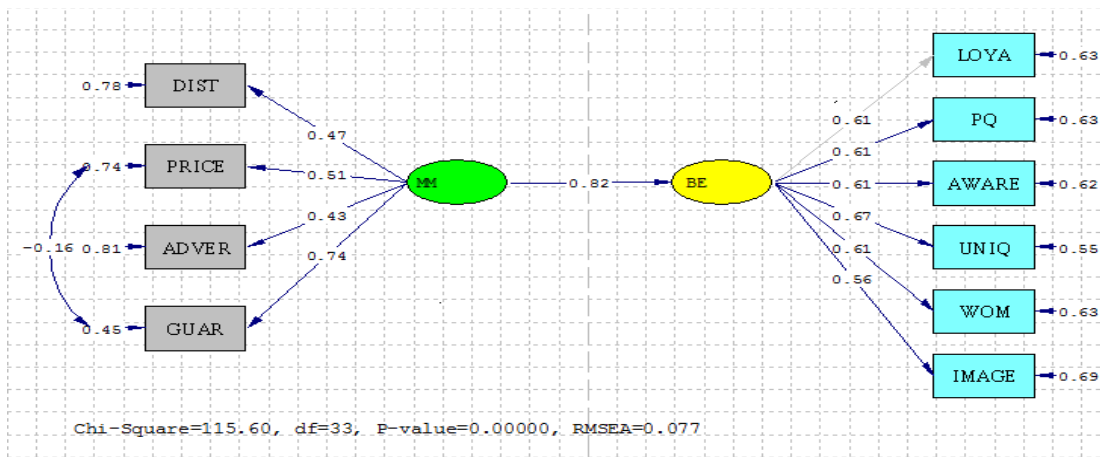 LOYA
0.63
0.78
DIST
0.61
PQ
0.63
0.47
0.61
0.74
PRICE
0.51
MM
0.82
BE
0.61
AWARE
0.62
0.43
0.67
-0.16
0.81
ADVER
0.74
0.61
UNIQ
0.55
0.56
0.45
GUAR
WOM
0.63
IMAGE
0.69
Chi-Square=115.60, df=33, P-value=0.00000, RMSEA=0.077